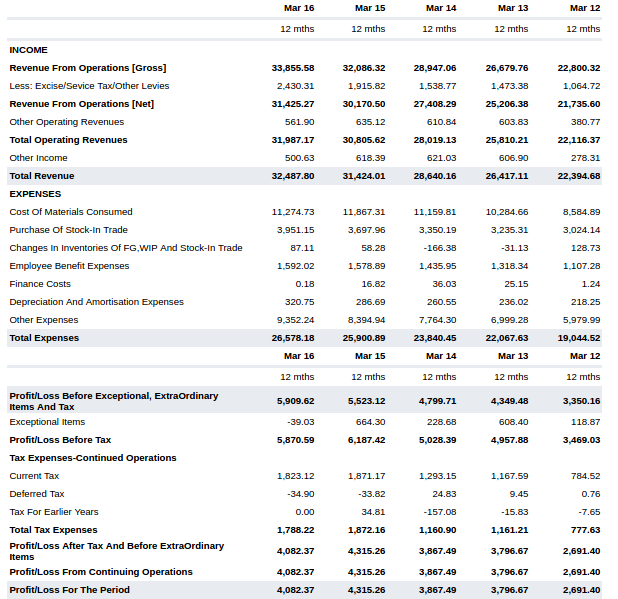 Mar 16 Mar 15 Mar 14 Mar 13 Mar 12
12 mths 12 mths 12 mths 12 mths 12 mths
INCOME
Revenue From Operations [Gross] 33,855.58 32,086.32 28,947.06 26,679.76 22,800.32
Less: Excise/Sevice Tax/Other Levies 2,430.31 1,915.82 1,538.77 1,473.38 1,064.72
Revenue From Operations [Net] 31,425.27 30,170.50 27,408.29 25,206.38 21,735.60
Other Operating Revenues 561.90 635.12 610.84 603.83 380.77
Total Operating Revenues 31,987.17 30,805.62 28,019.13 25,810.21 22,116.37
Other Income 500.63 618.39 621.03 606.90 278.31
Total Revenue 32,487.80 31,424.01 28,640.16 26,417.11 22,394.68
EXPENSES
Cost Of Materials Consumed 11,274.73 11,867.31 11,159.81 10,284.66 8,584.89
Purchase Of Stock-In Trade 3,951.15 3,697.96 3,350.19 3,235.31 3,024.14
Changes In Inventories Of FG,WIP And Stock-In Trade 87.11 58.28 -166.38 -31.13 128.73
Employee Benefit Expenses 1,592.02 1,578.89 1,435.95 1,318.34 1,107.28
Finance Costs 0.18 16.82 36.03 25.15 1.24
Depreciation And Amortisation Expenses 320.75 286.69 260.55 236.02 218.25
Other Expenses 9,352.24 8,394.94 7,764.30 6,999.28 5,979.99
Total Expenses 26,578.18 25,900.89 23,840.45 22,067.63 19,044.52
Mar 16 Mar 15 Mar 14 Mar 13 Mar 12
12 mths 12 mths 12 mths 12 mths 12 mths
Profit/Loss Before Exceptional, ExtraOrdinary
Items And Tax 5,909.62 5,523.12 4,799.71 4,349.48 3,350.16
Exceptional Items -39.03 664.30 228.68 608.40 118.87
Profit/Loss Before Tax 5,870.59 6,187.42 5,028.39 4,957.88 3,469.03
Tax Expenses-Continued Operations
Current Tax 1,823.12 1,871.17 1,293.15 1,167.59 784.52
Deferred Tax -34.90 -33.82 24.83 9.45 0.76
Tax For Earlier Years 0.00 34.81 -157.08 -15.83 -7.65
Total Tax Expenses 1,788.22 1,872.16 1,160.90 1,161.21 777.63
Profit/Loss After Tax And Before ExtraOrdinary
Items 4,082.37 4,315.26 3,867.49 3,796.67 2,691.40
Profit/Loss From Continuing Operations 4,082.37 4,315.26 3,867.49 3,796.67 2,691.40
Profit/Loss For The Period 4,082.37 4,315.26 3,867.49 3,796.67 2,691.40